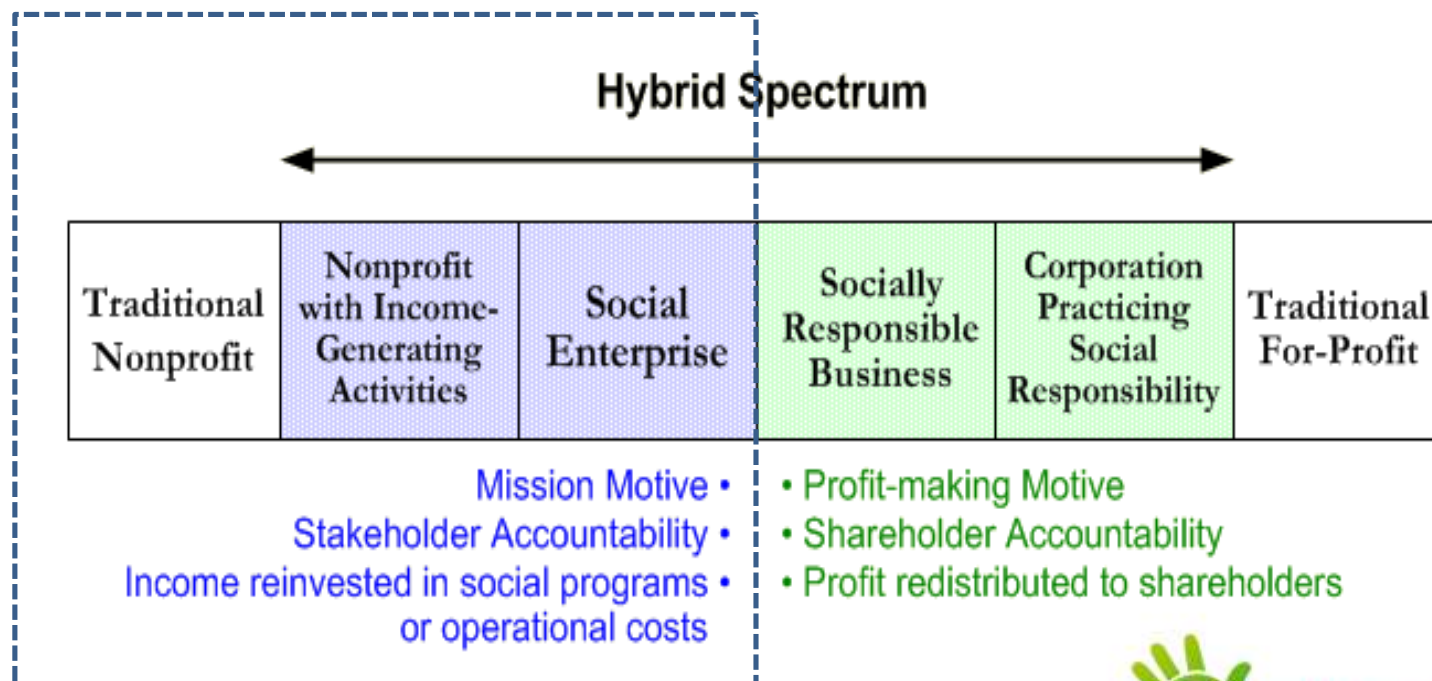 Hybrid Spectrum
Traditional
Nonprofit
Nonprofit
with Income-
Generating
Activities
Social
Enterprise
Socially
Responsible
Business
Corporation
Practicing
Social
Responsibility
Traditional
For-Profit
Mission Motive •
Stakeholder Accountability •
Income reinvested in social programs •
or operational costs
• Profit-making Motive
• Shareholder Accountability
• Profit redistributed to shareholders